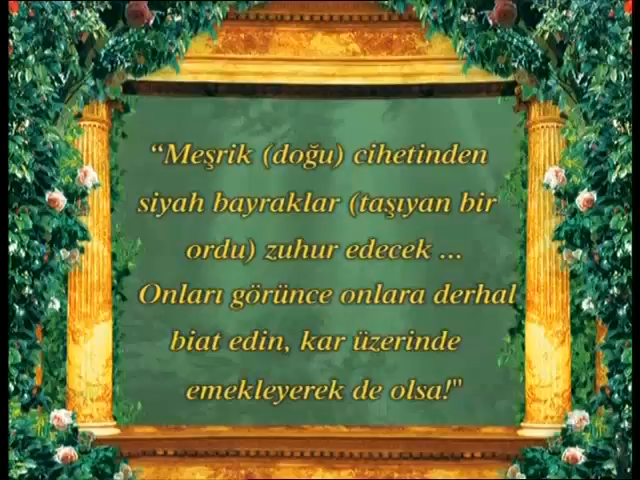 “Meşrik (doğu) cihetinden
siyah bayraklar (taşıyan bir
ordu) zuhur edecek ...
Onları görünce onlara derhal
biat edin, kar üzerinde
emekleyerek de olsa!"